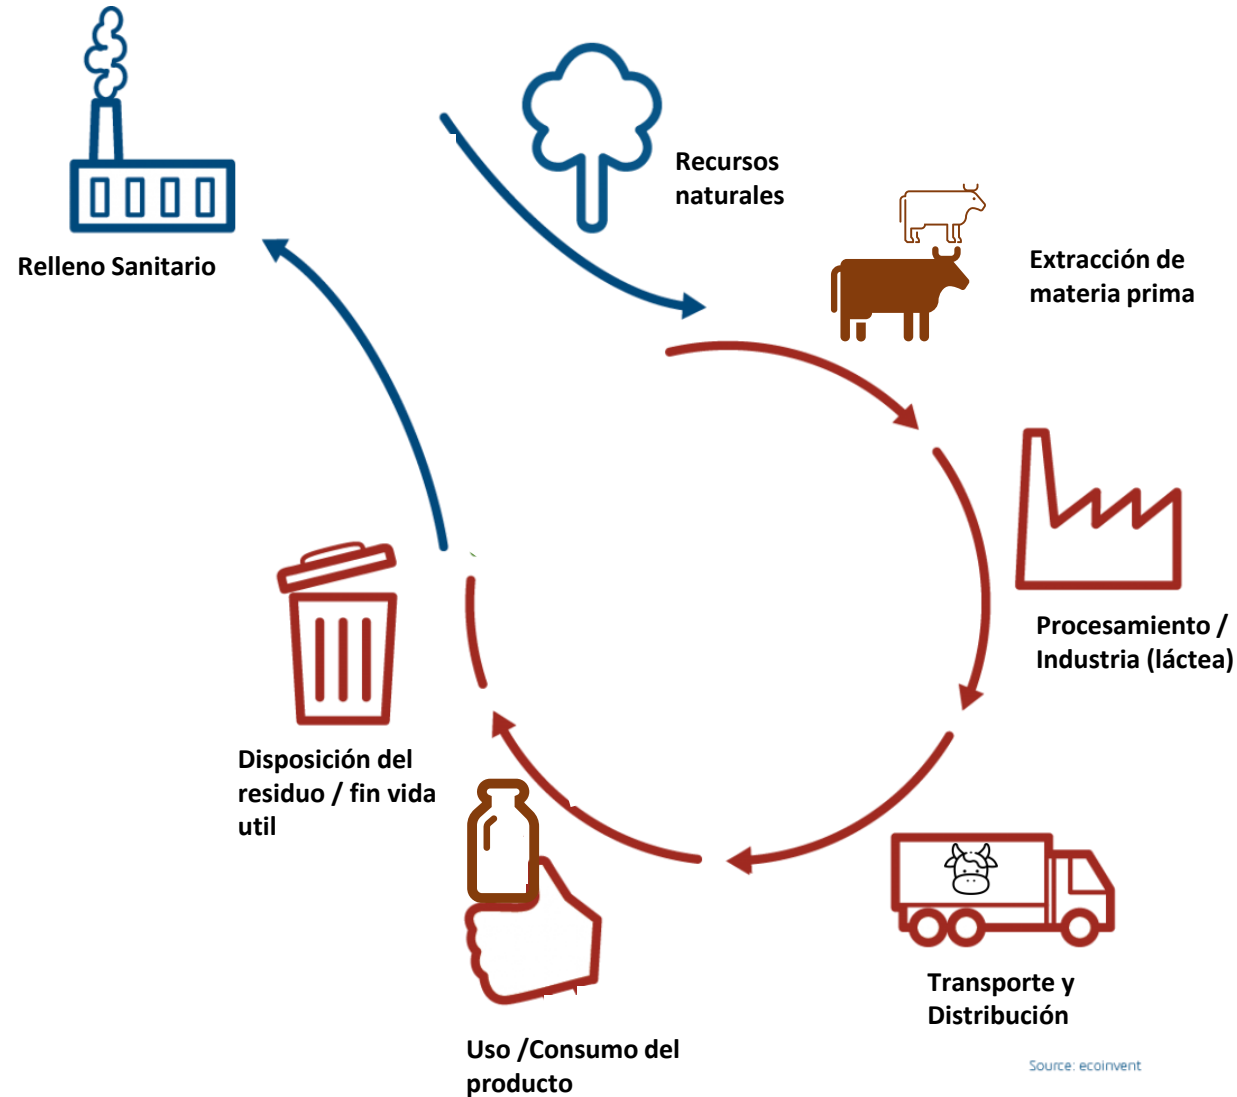 Recursos
naturales
Extracción de
materia prima
Relleno Sanitario
Procesamiento /
Industria (láctea)
Disposición del
residuo / fin vida
util
Transporte y
Distribución
Uso /Consumo del
producto
Source: ecoinvent